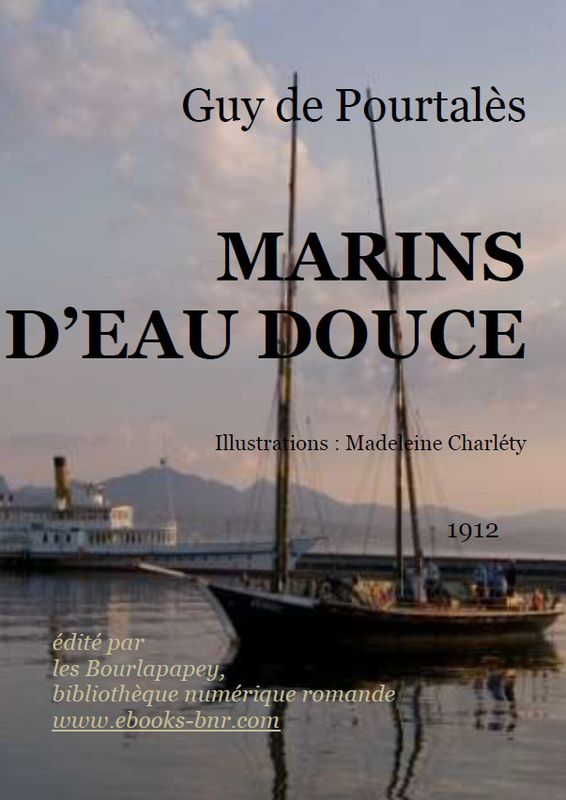 Guy de Pourtalès
MARINS
D’EAU DOUCE
Illustrations : Madeleine Charléty
1912
édité par
les Bourlapapey,
bibliothèque numérique romande
www.ebooks-bnr.com